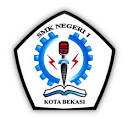 SMK NEGERI 1
KOTA BEKASI